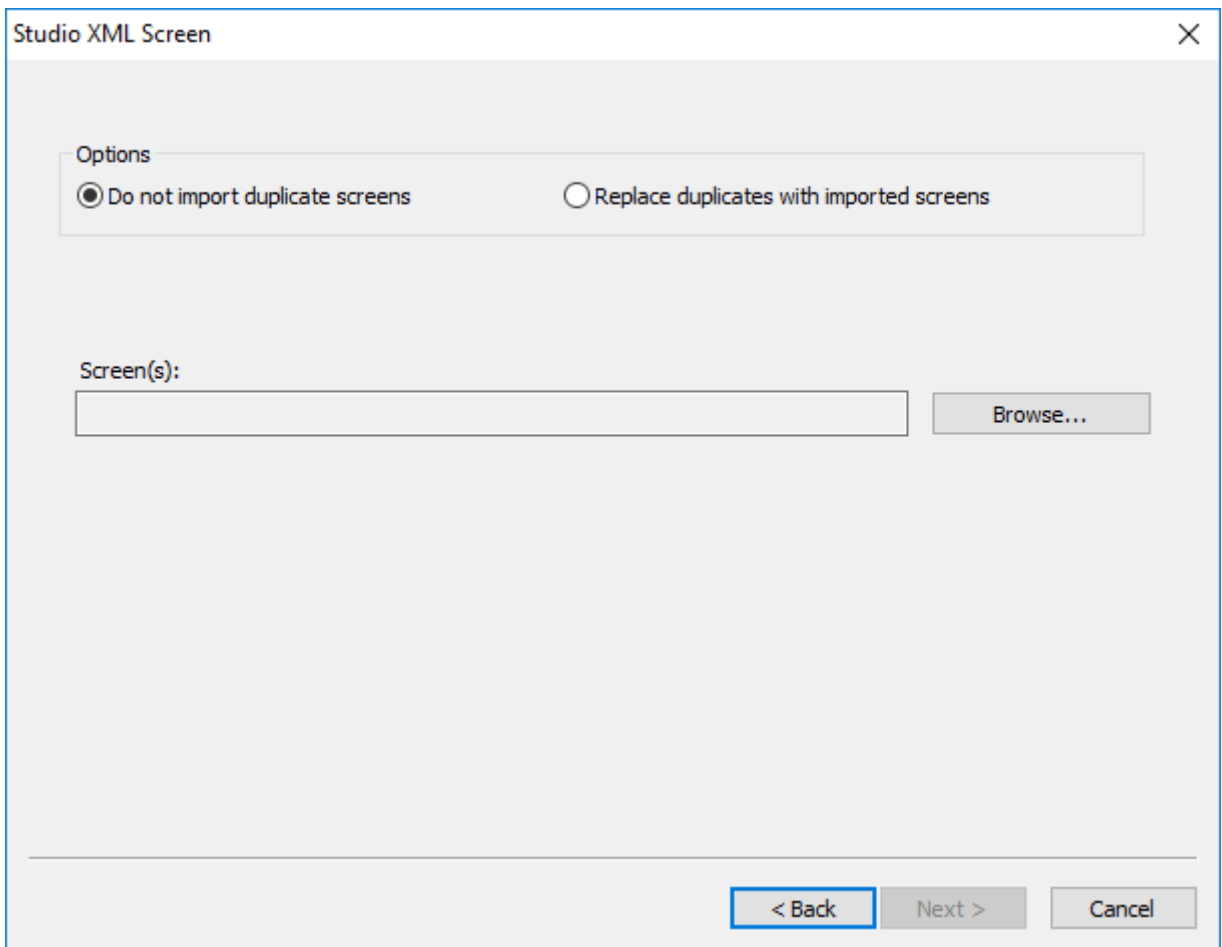 Studio XML Screen
Options
Do not import duplicate screens Replace duplicates with imported screens
Screen(s):
Browse...
< Back Next > Cancel